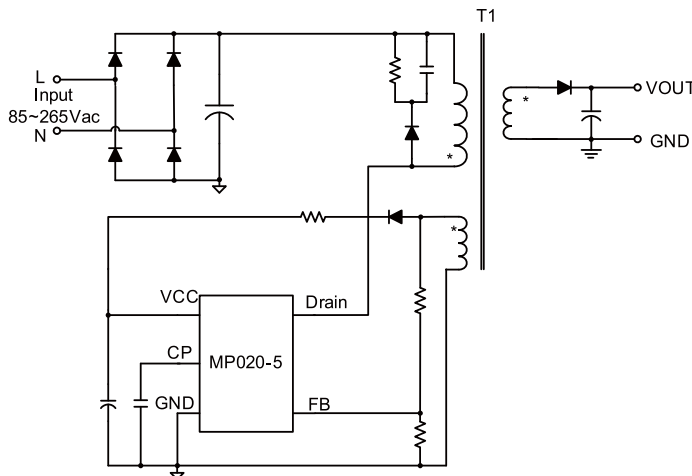 T1
L
Input
85~265Vac
N
*
*
VOUT
GND
*
VCC
Drain
CP
MP020-5
GND
FB